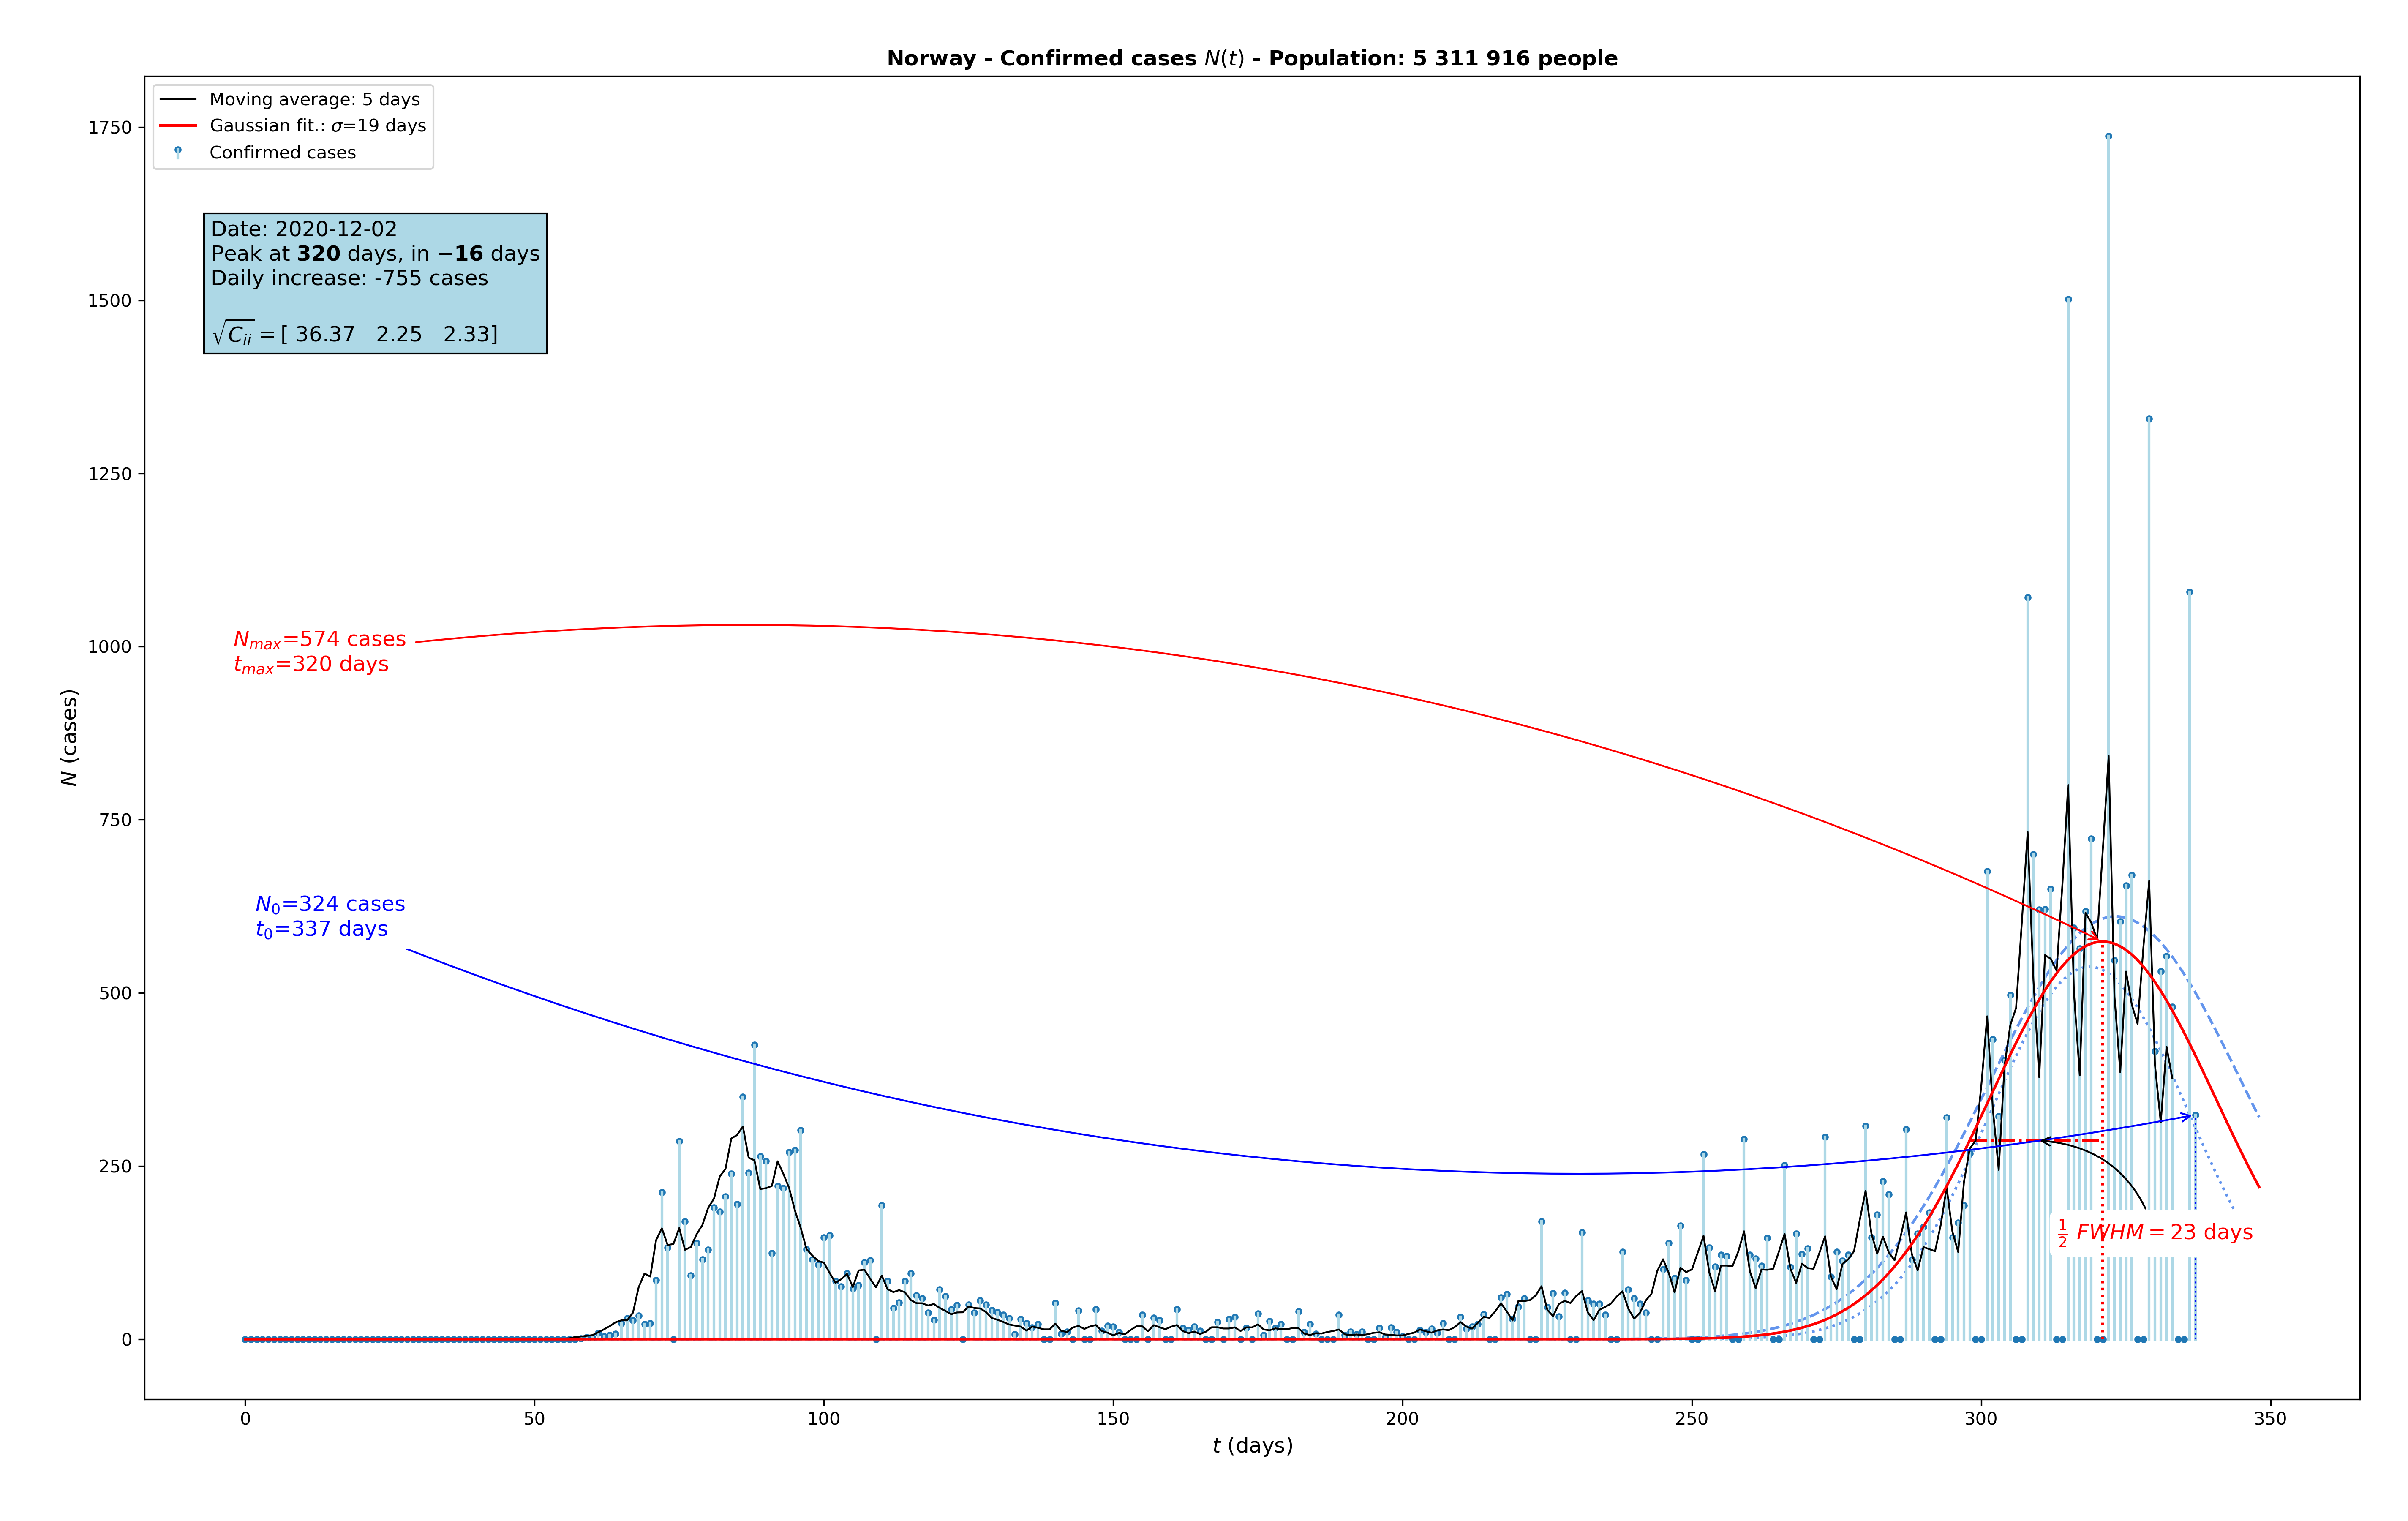 Norway - Confirmed cases N(t) - Population: 5 311 916 people
Moving average: 5 days
Gaussian fit.: σ=19 days
Confirmed cases
Date: 2020-12-02
Peak at 320 days, in −16 days
Daily increase: -755 cases
√C_ii = [ 36.37 2.25 2.33]
N_max=574 cases
t_max=320 days
N_0=324 cases
t_0=337 days
½ FWHM = 23 days
N (cases)
1750
1500
1250
1000
750
500
250
0
0 50 100 150 200 250 300 350
t (days)